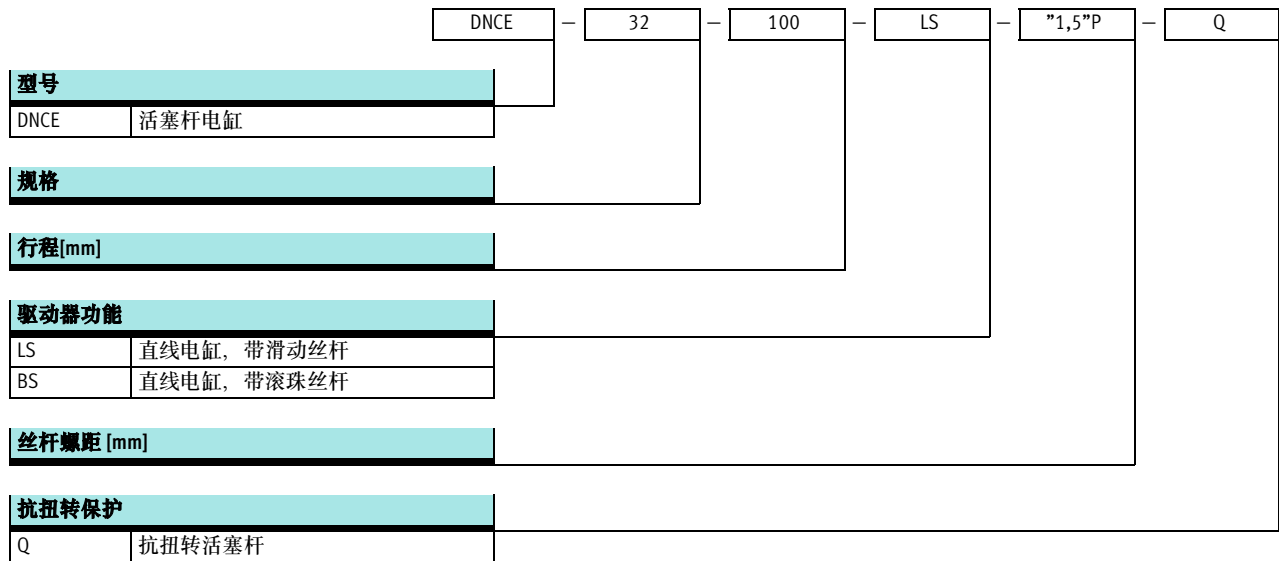 DNCE – 32 – 100 – LS – ”1,5”P – Q
型号
DNCE 活塞杆电缸
规格
行程[mm]
驱动器功能
LS 直线电缸，带滑动丝杆
BS 直线电缸，带滚珠丝杆
丝杆螺距 [mm]
抗扭转保护
Q 抗扭转活塞杆